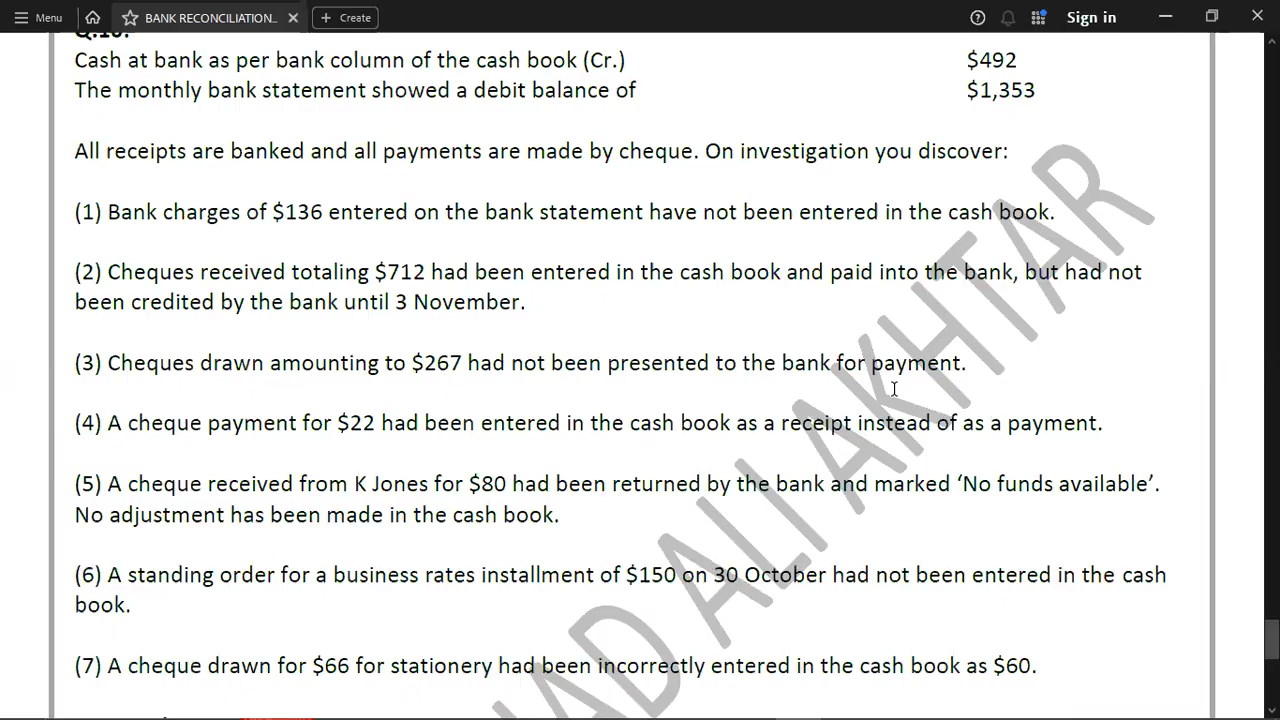 Menu
BANK RECONCILIATION...
Create
Sign in
Cash at bank as per bank column of the cash book (Cr.) $492
The monthly bank statement showed a debit balance of $1,353
All receipts are banked and all payments are made by cheque. On investigation you discover:
(1) Bank charges of $136 entered on the bank statement have not been entered in the cash book.
(2) Cheques received totaling $712 had been entered in the cash book and paid into the bank, but had not
been credited by the bank until 3 November.
(3) Cheques drawn amounting to $267 had not been presented to the bank for payment.
(4) A cheque payment for $22 had been entered in the cash book as a receipt instead of as a payment.
(5) A cheque received from K Jones for $80 had been returned by the bank and marked ‘No funds available’.
No adjustment has been made in the cash book.
(6) A standing order for a business rates installment of $150 on 30 October had not been entered in the cash
book.
(7) A cheque drawn for $66 for stationery had been incorrectly entered in the cash book as $60.
ALI AKHTAR